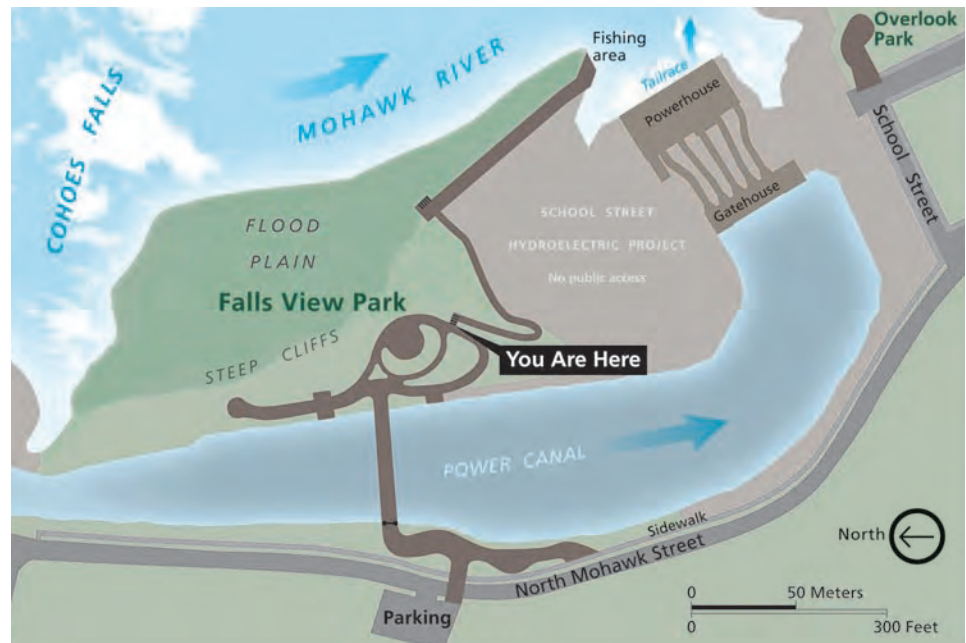 COHOES FALLS
MOHAWK RIVER
Fishing
area
Tailrace
Powerhouse
Gatehouse
Overlook
Park
School Street
FLOOD
PLAIN
Falls View Park
STEEP CLIFFS
SCHOOL STREET
HYDROELECTRIC PROJECT
No public access
You Are Here
POWER CANAL
Sidewalk
North Mohawk Street
Parking
North
0 50 Meters
0 300 Feet